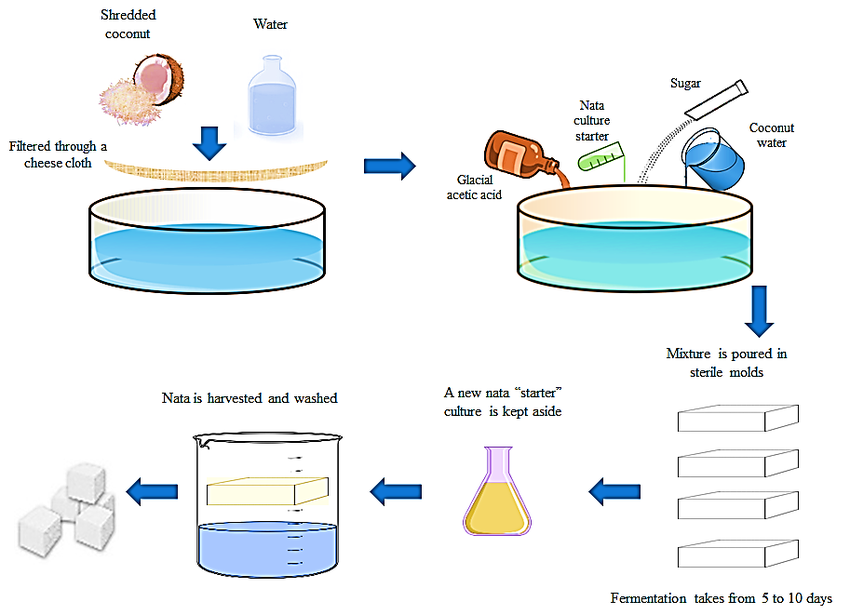 Shredded
coconut
Water
Filtered through a
cheese cloth
Glacial
acetic acid
Nata
culture
starter
Sugar
Coconut
water
Mixture is poured in
sterile molds
Fermentation takes from 5 to 10 days
A new nata “starter”
culture is kept aside
Nata is harvested and washed